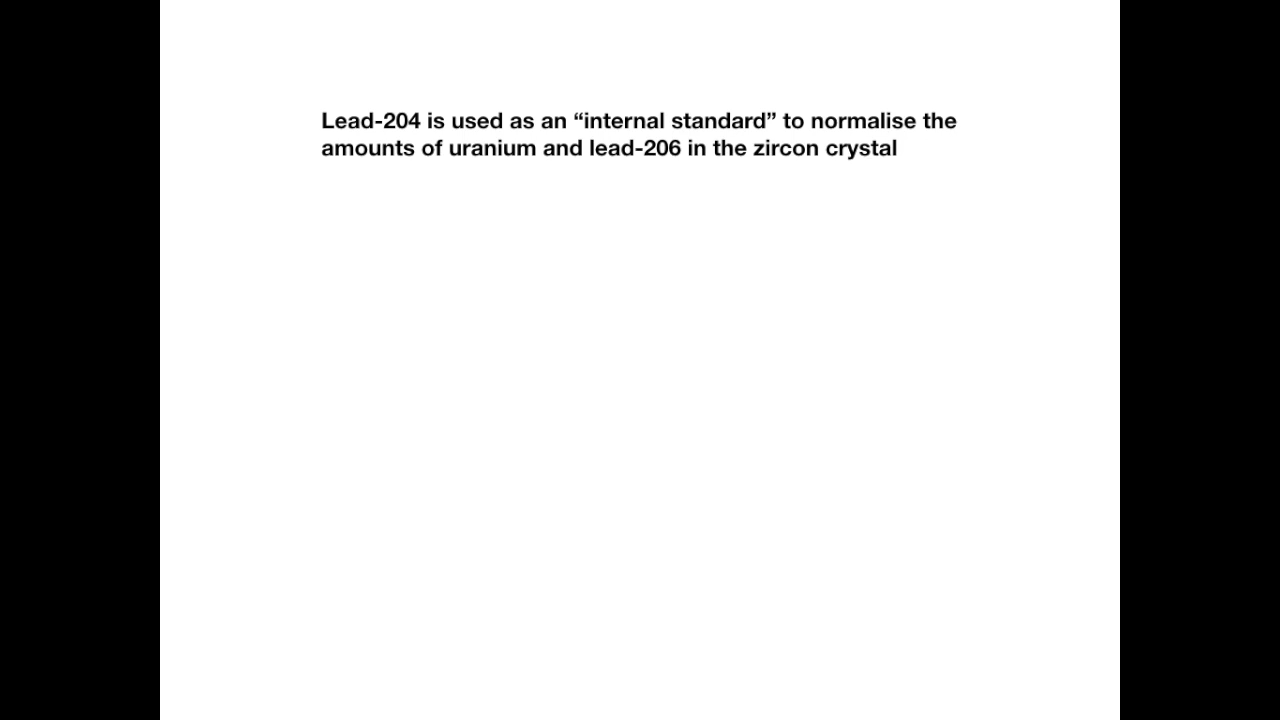 Lead-204 is used as an “internal standard” to normalise the
amounts of uranium and lead-206 in the zircon crystal